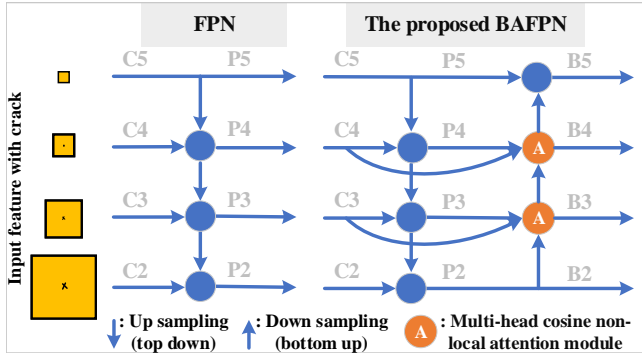 FPN
The proposed BAFPN
Input feature with crack
C5 P5 C5 P5 B5
C4 P4 C4 P4 A B4
C3 P3 C3 P3 A B3
C2 P2 C2 P2 B2
: Up sampling
(top down)
: Down sampling
(bottom up)
A : Multi-head cosine non-
local attention module